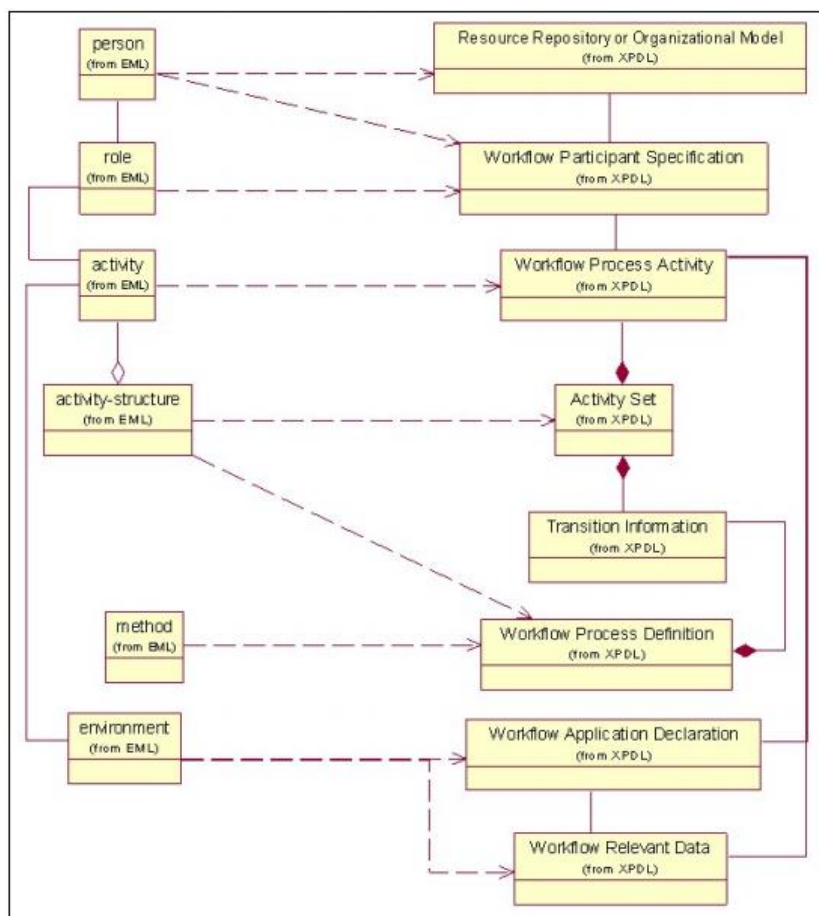 person
(from EML)
Resource Repository or Organizational Model
(from XPDL)
role
(from EML)
Workflow Participant Specification
(from XPDL)
activity
(from EML)
Workflow Process Activity
(from XPDL)
activity-structure
(from EML)
Activity Set
(from XPDL)
Transition Information
(from XPDL)
method
(from EML)
Workflow Process Definition
(from XPDL)
environment
(from EML)
Workflow Application Declaration
(from XPDL)
Workflow Relevant Data
(from XPDL)